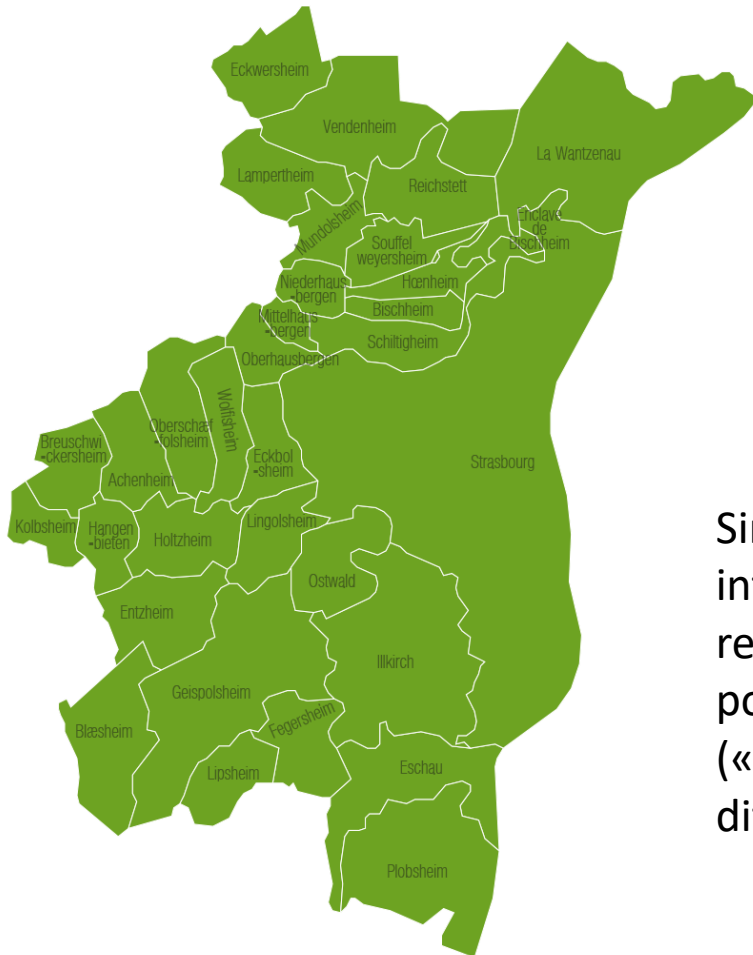 Eckwersheim
Vendenheim
La Wantzenau
Lampertheim
Reichstett
Mundolsheim
Enclave
de
Bischheim
Souffel
weyersheim
Niederhaus
-bergen
Hœnheim
Bischheim
Mittelhaus
-bergen
Schiltigheim
Oberhausbergen
Wolfisheim
Oberschæf
-folsheim
Breuschwi
-ckersheim
Eckbol
-sheim
Strasbourg
Achenheim
Kolbsheim
Hangen
-bieten
Holtzheim
Lingolsheim
Ostwald
Entzheim
Illkirch
Geispolsheim
Fegersheim
Blæsheim
Lipsheim
Eschau
Plobsheim
(«